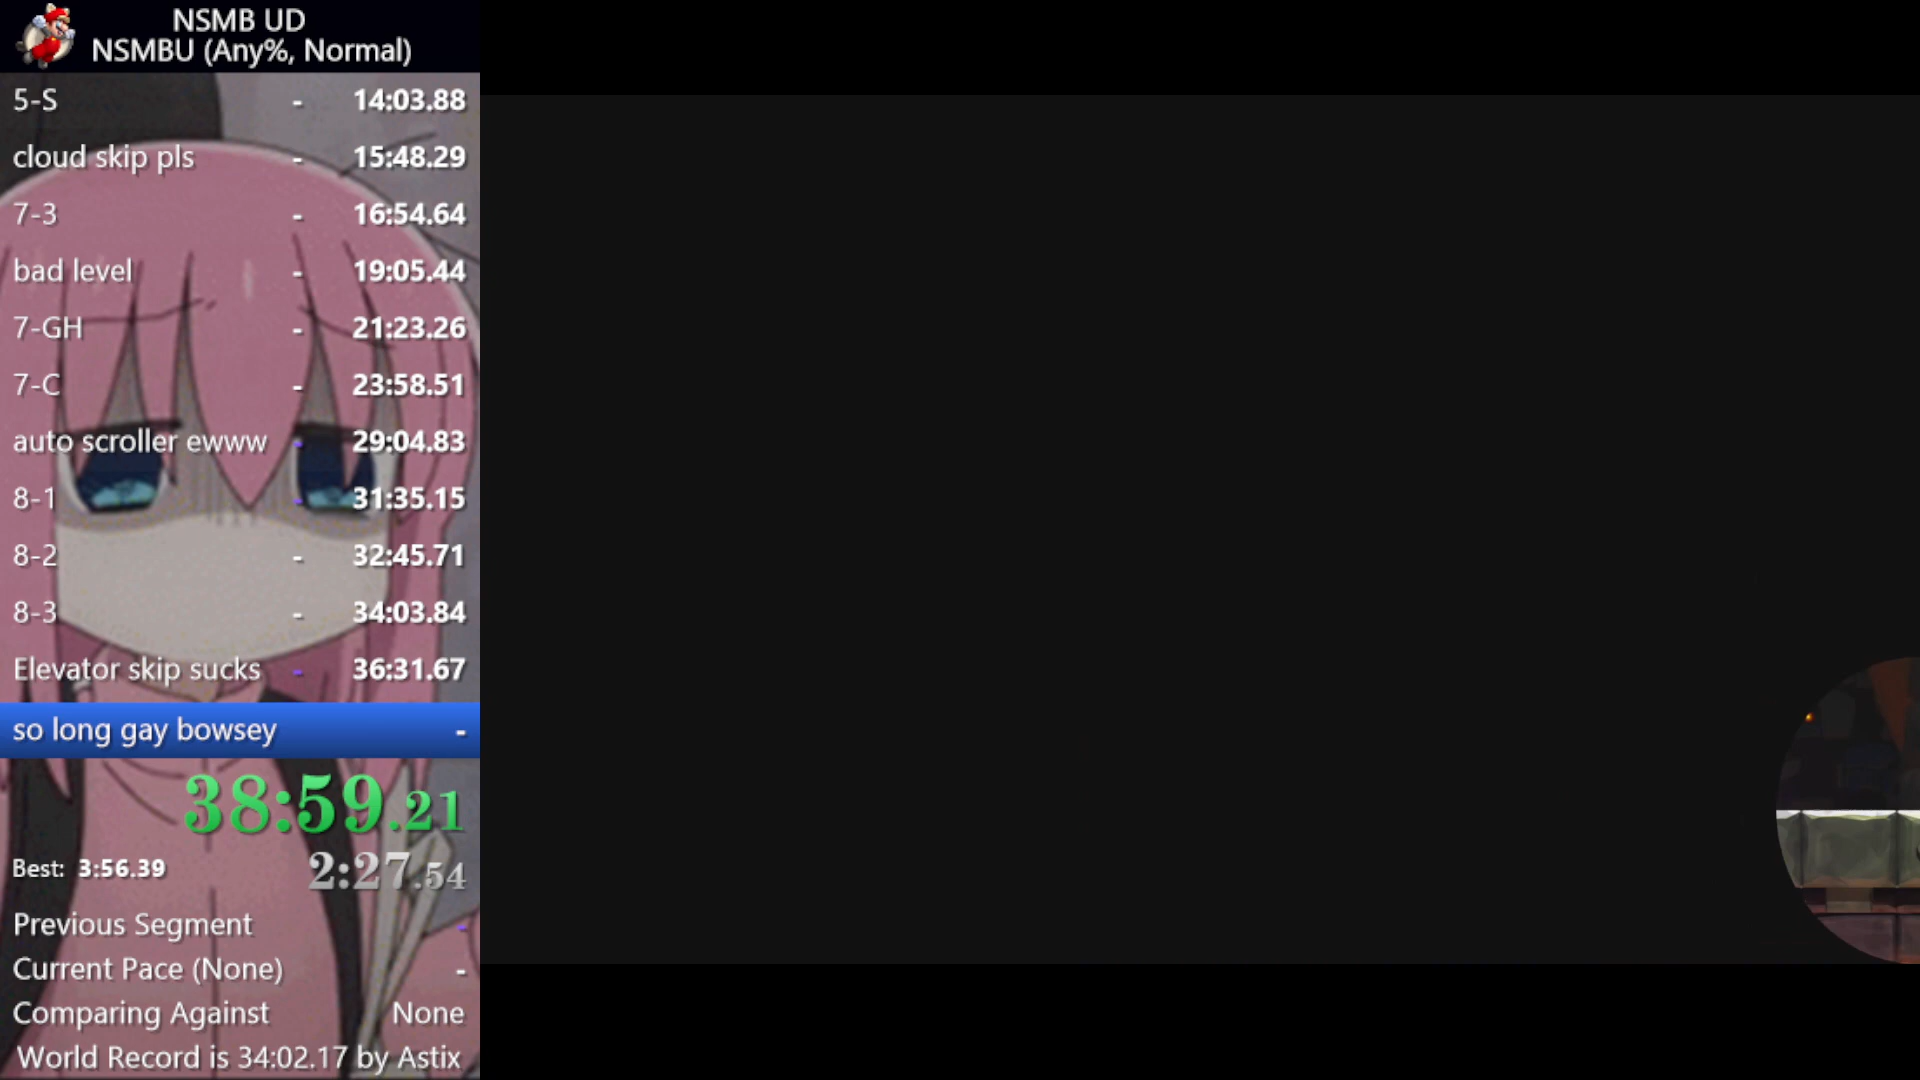 NSMB UD
NSMBU (Any%, Normal)
5-S - 14:03.88
cloud skip pls - 15:48.29
7-3 - 16:54.64
bad level - 19:05.44
7-GH - 21:23.26
7-C - 23:58.51
auto scroller ewww - 29:04.83
8-1 - 31:35.15
8-2 - 32:45.71
8-3 - 34:03.84
Elevator skip sucks - 36:31.67
so long gay bowsey -
38:59.21
Best: 3:56.39 2:27.54
Previous Segment -
Current Pace (None) -
Comparing Against None
World Record is 34:02.17 by Astix